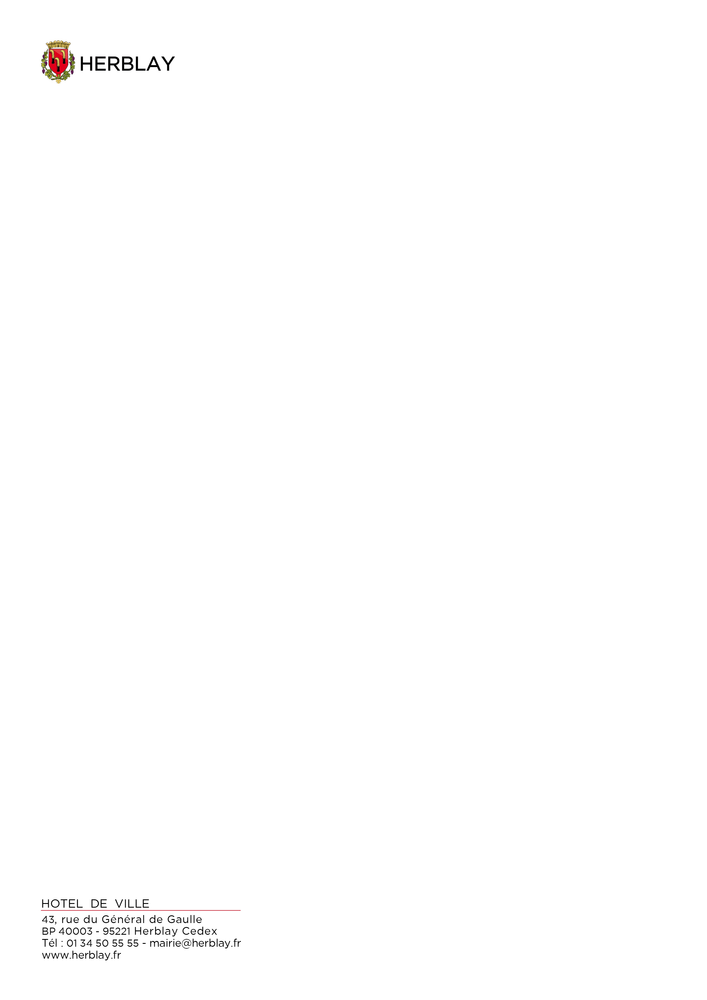 HERBLAY
HOTEL DE VILLE
43, rue du Général de Gaulle
BP 40003 - 95221 Herblay Cedex
Tél : 01 34 50 55 55 - mairie@herblay.fr
www.herblay.fr